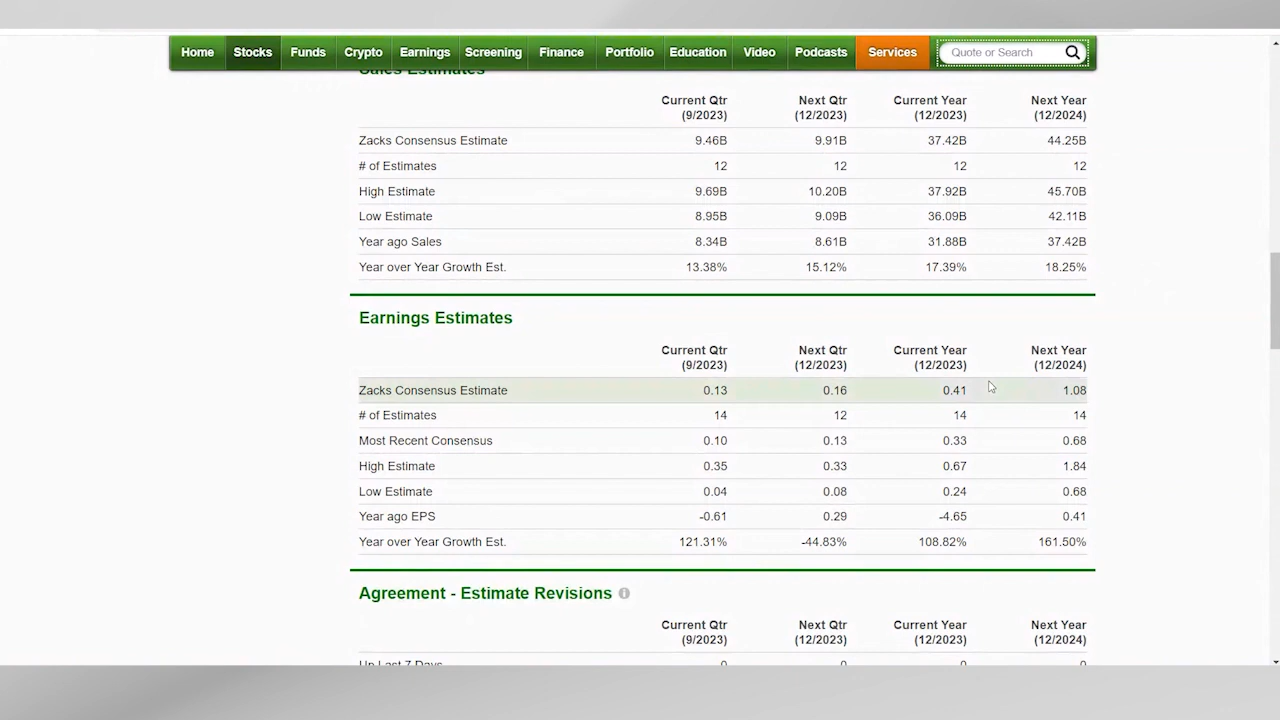 Home Stocks Funds Crypto Earnings Screening Finance Portfolio Education Video Podcasts Services Quote or Search
Sales Estimates
Current Qtr (9/2023) Next Qtr (12/2023) Current Year (12/2023) Next Year (12/2024)
Zacks Consensus Estimate 9.46B 9.91B 37.42B 44.25B
# of Estimates 12 12 12 12
High Estimate 9.69B 10.20B 37.92B 45.70B
Low Estimate 8.95B 9.09B 36.09B 42.11B
Year ago Sales 8.34B 8.61B 31.88B 37.42B
Year over Year Growth Est. 13.38% 15.12% 17.39% 18.25%
Earnings Estimates
Current Qtr (9/2023) Next Qtr (12/2023) Current Year (12/2023) Next Year (12/2024)
Zacks Consensus Estimate 0.13 0.16 0.41 1.08
# of Estimates 14 12 14 14
Most Recent Consensus 0.10 0.13 0.33 0.68
High Estimate 0.35 0.33 0.67 1.84
Low Estimate 0.04 0.08 0.24 0.68
Year ago EPS -0.61 0.29 -4.65 0.41
Year over Year Growth Est. 121.31% -44.83% 108.82% 161.50%
Agreement - Estimate Revisions
Current Qtr (9/2023) Next Qtr (12/2023) Current Year (12/2023) Next Year (12/2024)
Up Last 7 Days 0 0 0 0